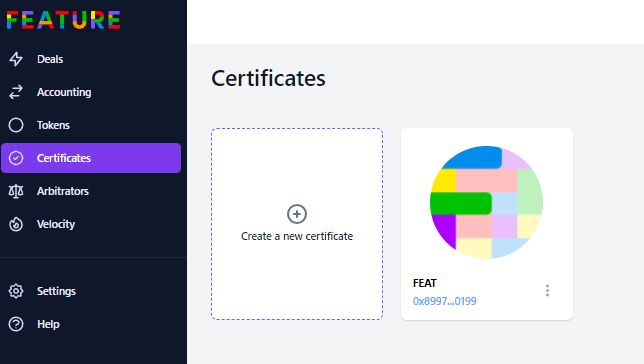 FEATURE
Deals
Accounting
Tokens
Certificates
Arbitrators
Velocity
Settings
Help
Certificates
Create a new certificate
FEAT
0x8997...0199